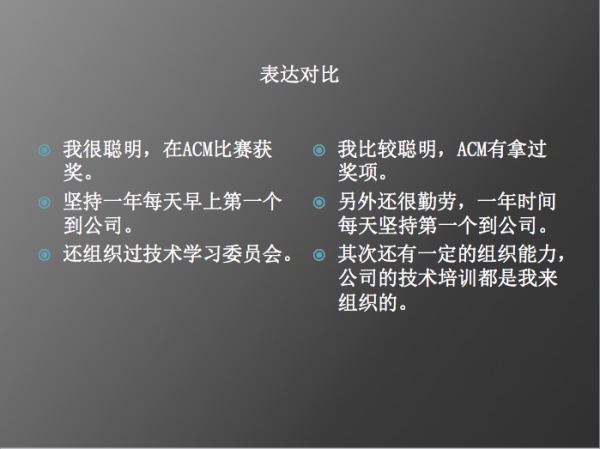 表达对比
我很聪明，在ACM比赛获
奖。
坚持一年每天早上第一个
到公司。
还组织过技术学习委员会。
我比较聪明，ACM有拿过
奖项。
另外还很勤劳，一年时间
每天坚持第一个到公司。
其次还有一定的组织能力，
公司的技术培训都是我来
组织的。